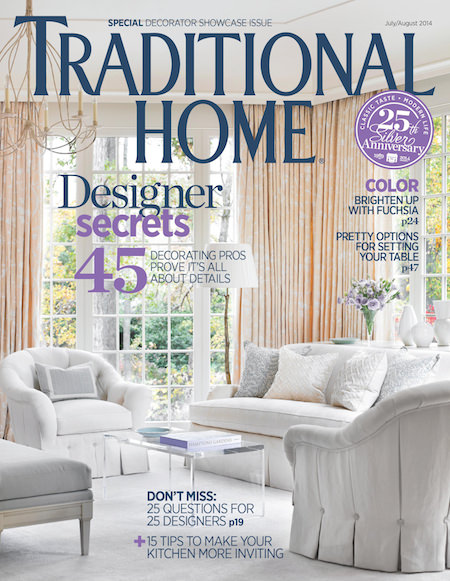 SPECIAL DECORATOR SHOWCASE ISSUE
July/August 2014
TRADITIONAL
HOME®
CLASSIC TASTE • MODERN LIFE
25th
Silver
Anniversary
Designer
secrets
45 DECORATING PROS
PROVE IT'S ALL
ABOUT DETAILS
COLOR
BRIGHTEN UP
WITH FUCHSIA
p24
PRETTY OPTIONS
FOR SETTING
YOUR TABLE
p47
HAMPTONS GARDENS
DON'T MISS:
25 QUESTIONS FOR
25 DESIGNERS p19
+15 TIPS TO MAKE YOUR
KITCHEN MORE INVITING